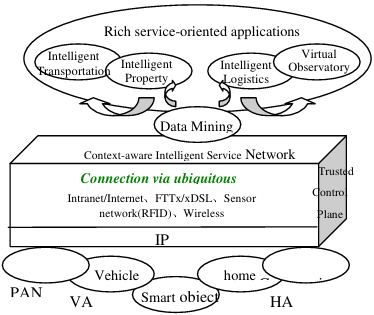 Rich service-oriented applications
Intelligent
Transportation
Intelligent
Property
Intelligent
Logistics
Virtual
Observatory
Data Mining
Context-aware Intelligent Service Network
Connection via ubiquitous
Intranet/Internet、FTTx/xDSL、Sensor
network(RFID)、Wireless
IP
Trusted
Control
Plane
Vehicle
home
Smart object
PAN
VA
HA